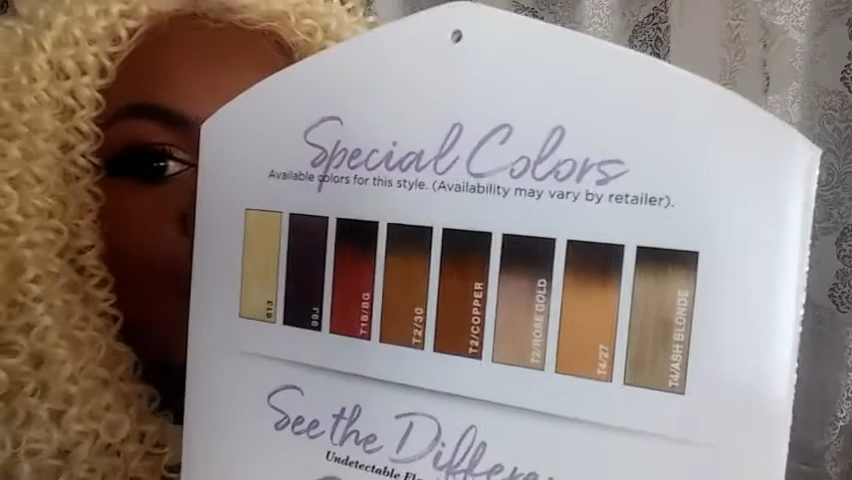 Special Colors
Available colors for this style. (Availability may vary by retailer).
613
99J
T1B/BG
T2/30
T2/COPPER
T2/ROSE GOLD
T4/27
T4/ASH BLONDE
See the
Undetectable